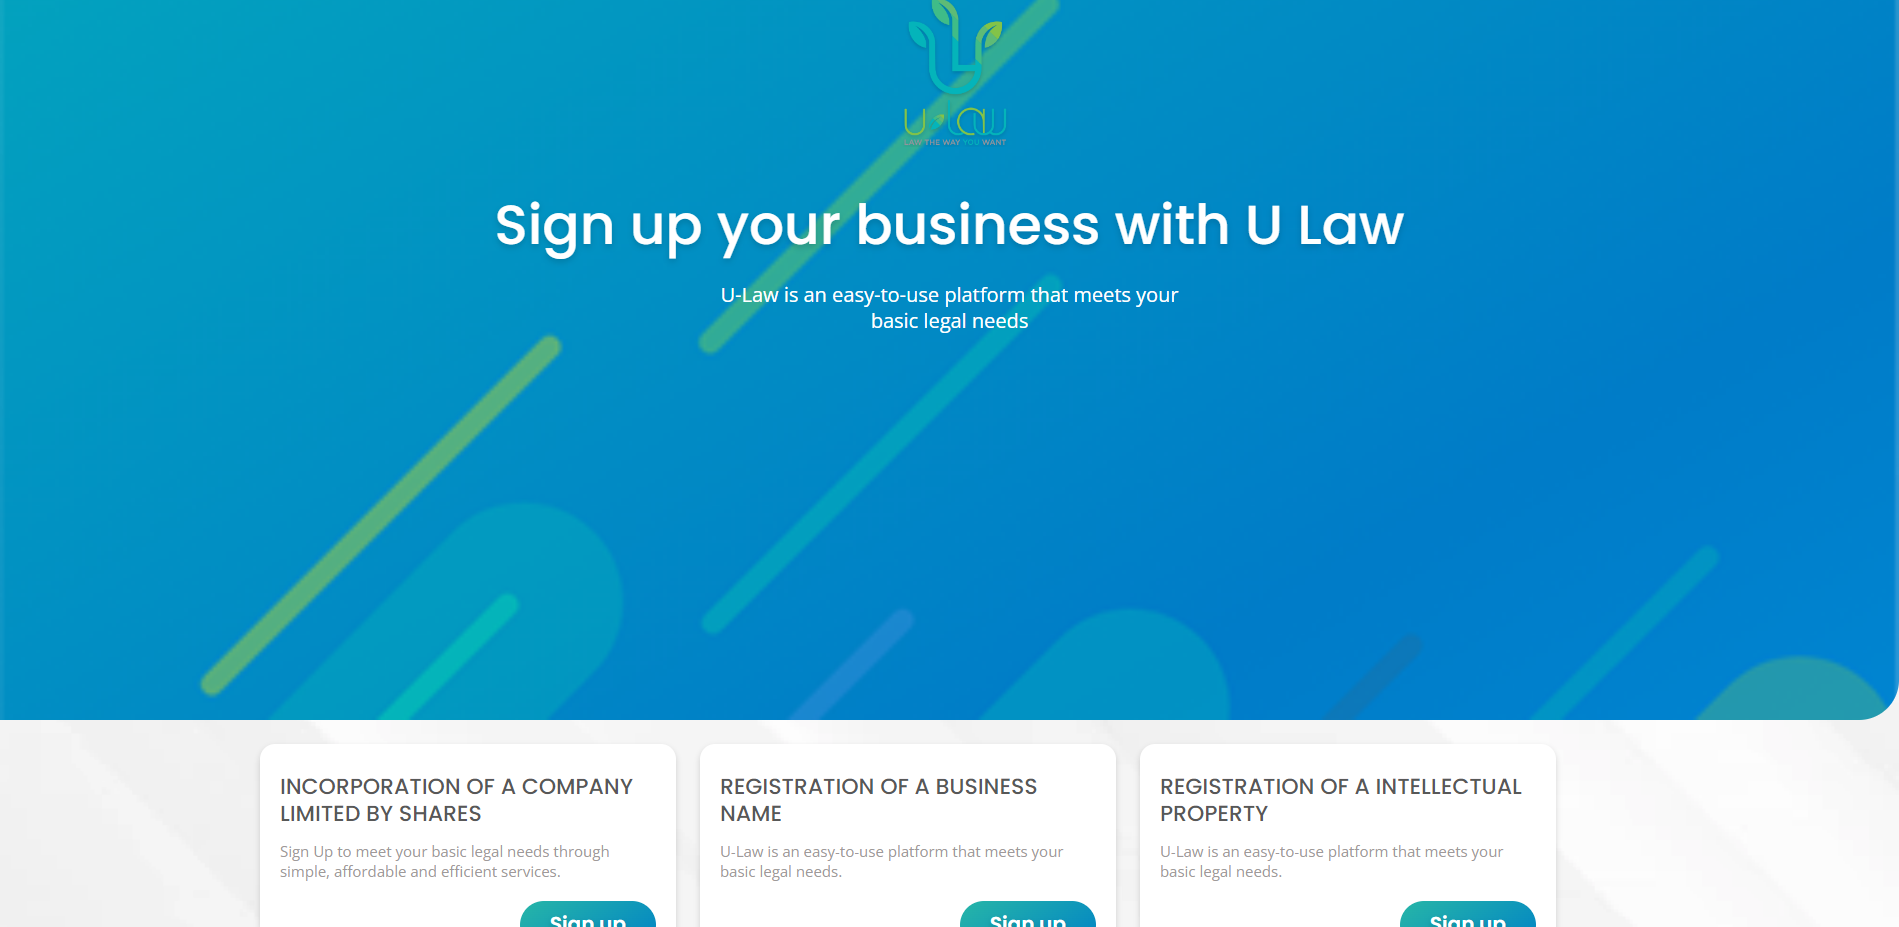 U-LAW
LAW THE WAY YOU WANT
Sign up your business with U Law
U-Law is an easy-to-use platform that meets your
basic legal needs
INCORPORATION OF A COMPANY
LIMITED BY SHARES
Sign Up to meet your basic legal needs through
simple, affordable and efficient services.
Sign up
REGISTRATION OF A BUSINESS
NAME
U-Law is an easy-to-use platform that meets your
basic legal needs.
Sign up
REGISTRATION OF A INTELLECTUAL
PROPERTY
U-Law is an easy-to-use platform that meets your
basic legal needs.
Sign up